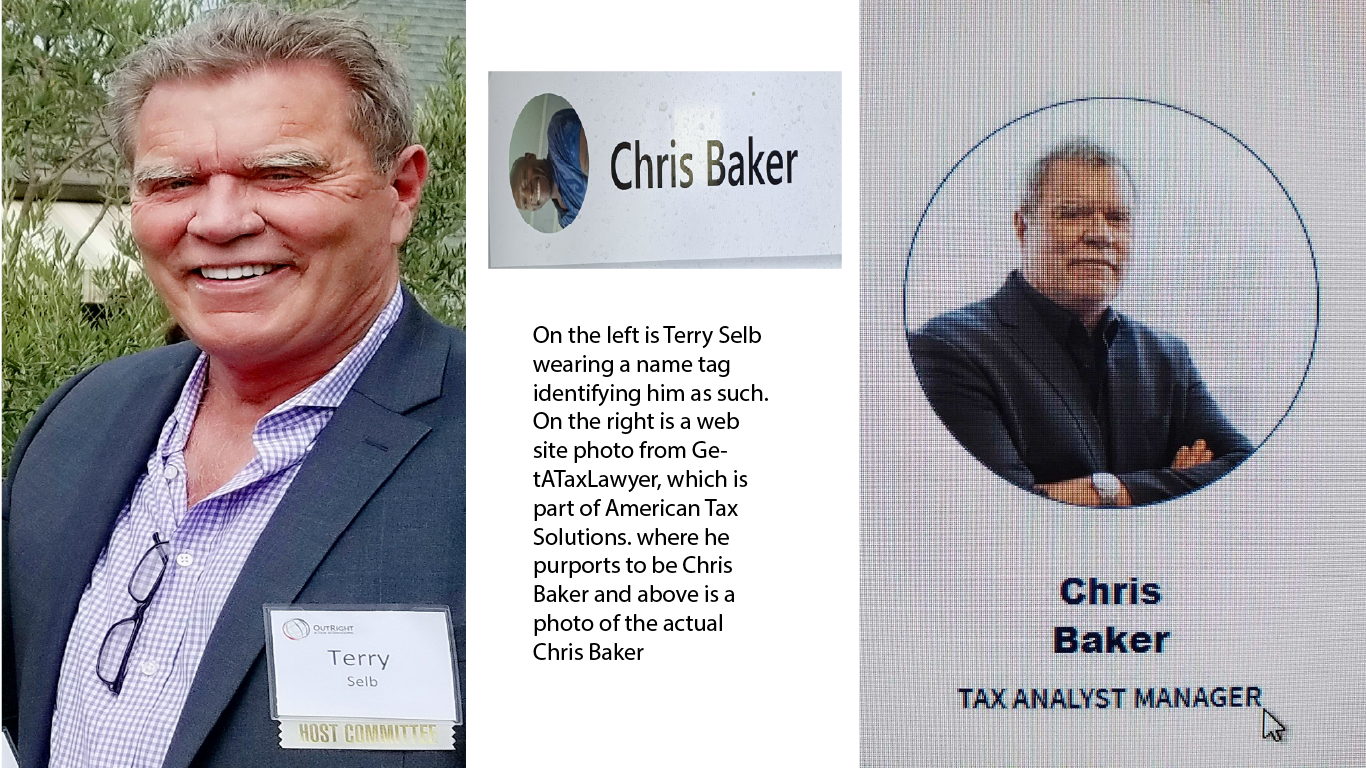 OUTRIGHT
Terry
Selb
HOST COMMITTEE
Chris Baker
On the left is Terry Selb
wearing a name tag
identifying him as such.
On the right is a web
site photo from Ge-
tATaxLawyer, which is
part of American Tax
Solutions. where he
purports to be Chris
Baker and above is a
photo of the actual
Chris Baker
Chris
Baker
TAX ANALYST MANAGER